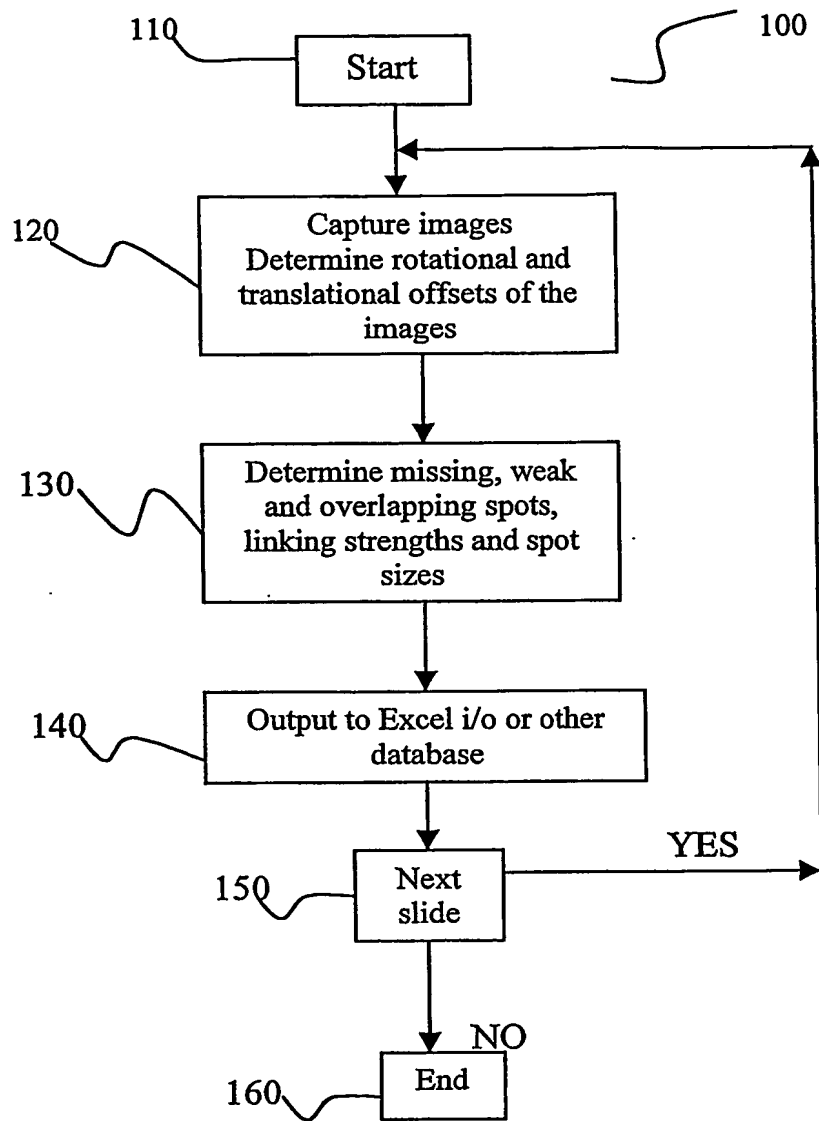 100
110
Start
120
Capture images
Determine rotational and
translational offsets of the
images
130
Determine missing, weak
and overlapping spots,
linking strengths and spot
sizes
140
Output to Excel i/o or other
database
YES
150
Next
slide
NO
160
End